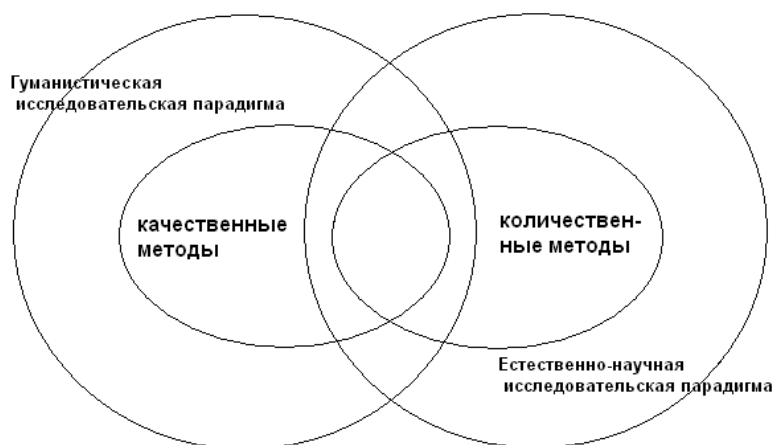 Гуманистическая
исследовательская парадигма
качественные
методы
количествен-
ные методы
Естественно-научная
исследовательская парадигма